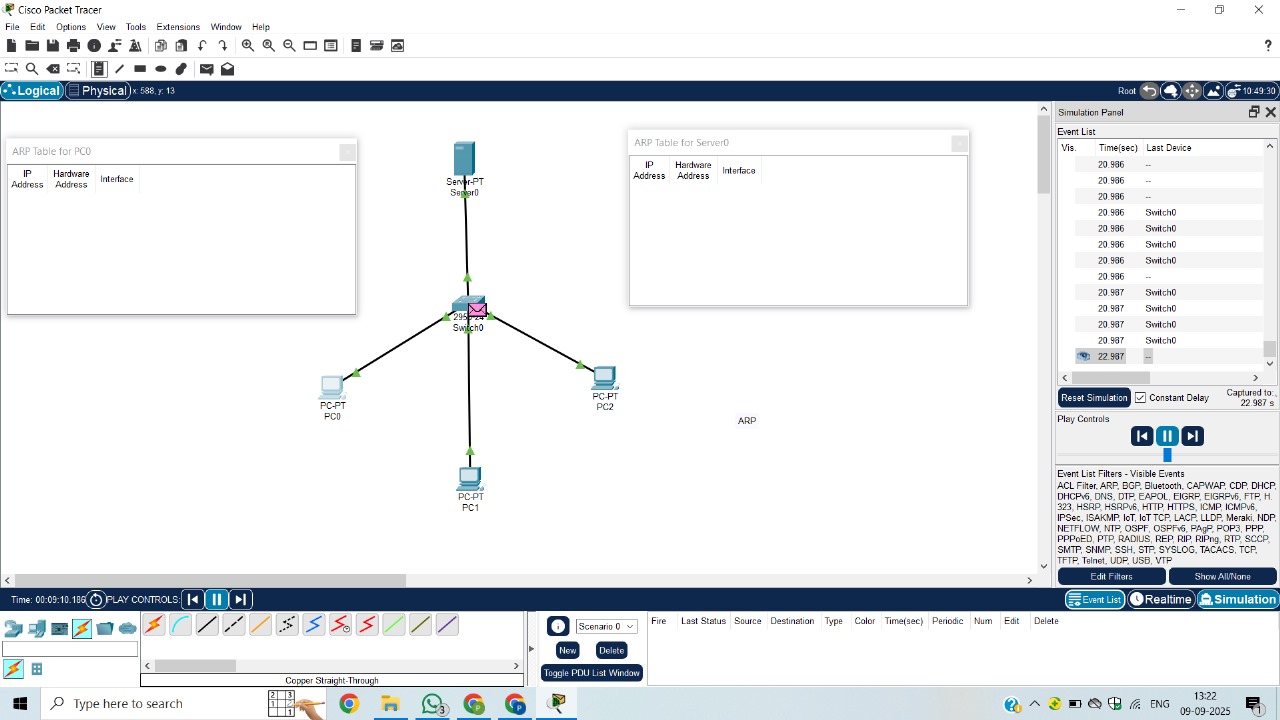 Cisco Packet Tracer
File Edit Options View Tools Extensions Window Help
?
Logical Physical x: 588, y: 13
Root 10:49:30
ARP Table for PC0
IP Address Hardware Address Interface
Server-PT
Server0
ARP Table for Server0
IP Address Hardware Address Interface
Switch0
PC-PT
PC0
PC-PT
PC2
PC-PT
PC1
ARP
Simulation Panel
Event List
Vis. Time(sec) Last Device
20.986 --
20.986 --
20.986 --
20.986 Switch0
20.986 Switch0
20.986 Switch0
20.986 Switch0
20.986 --
20.987 Switch0
20.987 Switch0
20.987 Switch0
20.987 Switch0
22.987 --
Reset Simulation Constant Delay Captured to:
22.987 s
Play Controls
Event List Filters - Visible Events
ACL Filter, ARP, BGP, Bluetooth, CAPWAP, CDP, DHCP,
DHCPv6, DNS, DTP, EAPOL, EIGRP, EIGRPv6, FTP, H.
323, HSRP, HSRPv6, HTTP, HTTPS, ICMP, ICMPv6,
IPSec, ISAKMP, IoT, IoT TCP, LACP, LLDP, Meraki, NDP,
NETFLOW, NTP, OSPF, OSPFv6, PAgP, POP3, PPP,
PPPoED, PTP, RADIUS, REP, RIP, RIPng, RTP, SCCP,
SMTP, SNMP, SSH, STP, SYSLOG, TACACS, TCP,
TFTP, Telnet, UDP, USB, VTP
Edit Filters Show All/None
Time: 00:09:10.186 PLAY CONTROLS:
Event List Realtime Simulation
Copper Straight-Through
Scenario 0
New Delete
Toggle PDU List Window
Fire Last Status Source Destination Type Color Time(sec) Periodic Num Edit Delete
Type here to search
3
ENG
13:22
09-09-2025
1